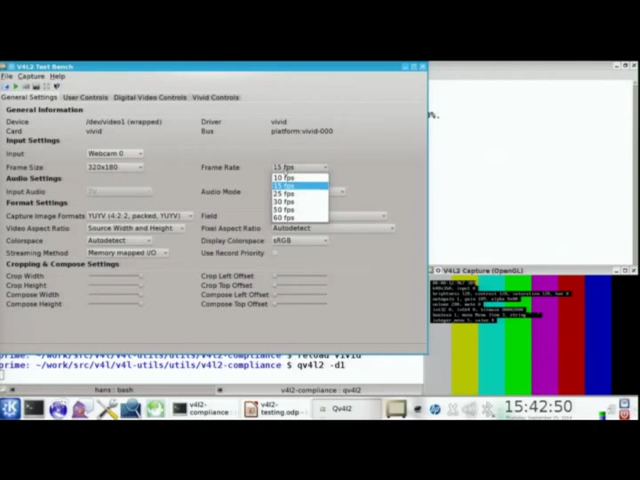 V4L2 Test Bench
File Capture Help
General Settings User Controls Digital Video Controls Vivid Controls
General Information
Device /dev/video1 (wrapped) Driver vivid
Card vivid Bus platform:vivid-000
Input Settings
Input Webcam 0
Frame Size 320x180 Frame Rate 15 fps
10 fps
15 fps
25 fps
30 fps
50 fps
60 fps
Audio Settings
Input Audio Audio Mode
Format Settings
Capture Image Formats YUYV (4:2:2, packed, YUYV) Field
Video Aspect Ratio Source Width and Height Pixel Aspect Ratio Autodetect
Colorspace Autodetect Display Colorspace sRGB
Streaming Method Memory mapped I/O Use Record Priority
Cropping & Compose Settings
Crop Width Crop Left Offset
Crop Height Crop Top Offset
Compose Width Compose Left Offset
Compose Height Compose Top Offset
0%.
V4L2 Capture (OpenGL)
prime: ~/work/src/v4l/v4l-utils/utils/v4l2-compliance $ reload vivid
prime: ~/work/src/v4l/v4l-utils/utils/v4l2-compliance $ qv4l2 -d1
hans : bash
v4l2-compliance : qv4l2
v4l2-compliance
v4l2-testing.odp
Qv4l2
hp
15:42:50